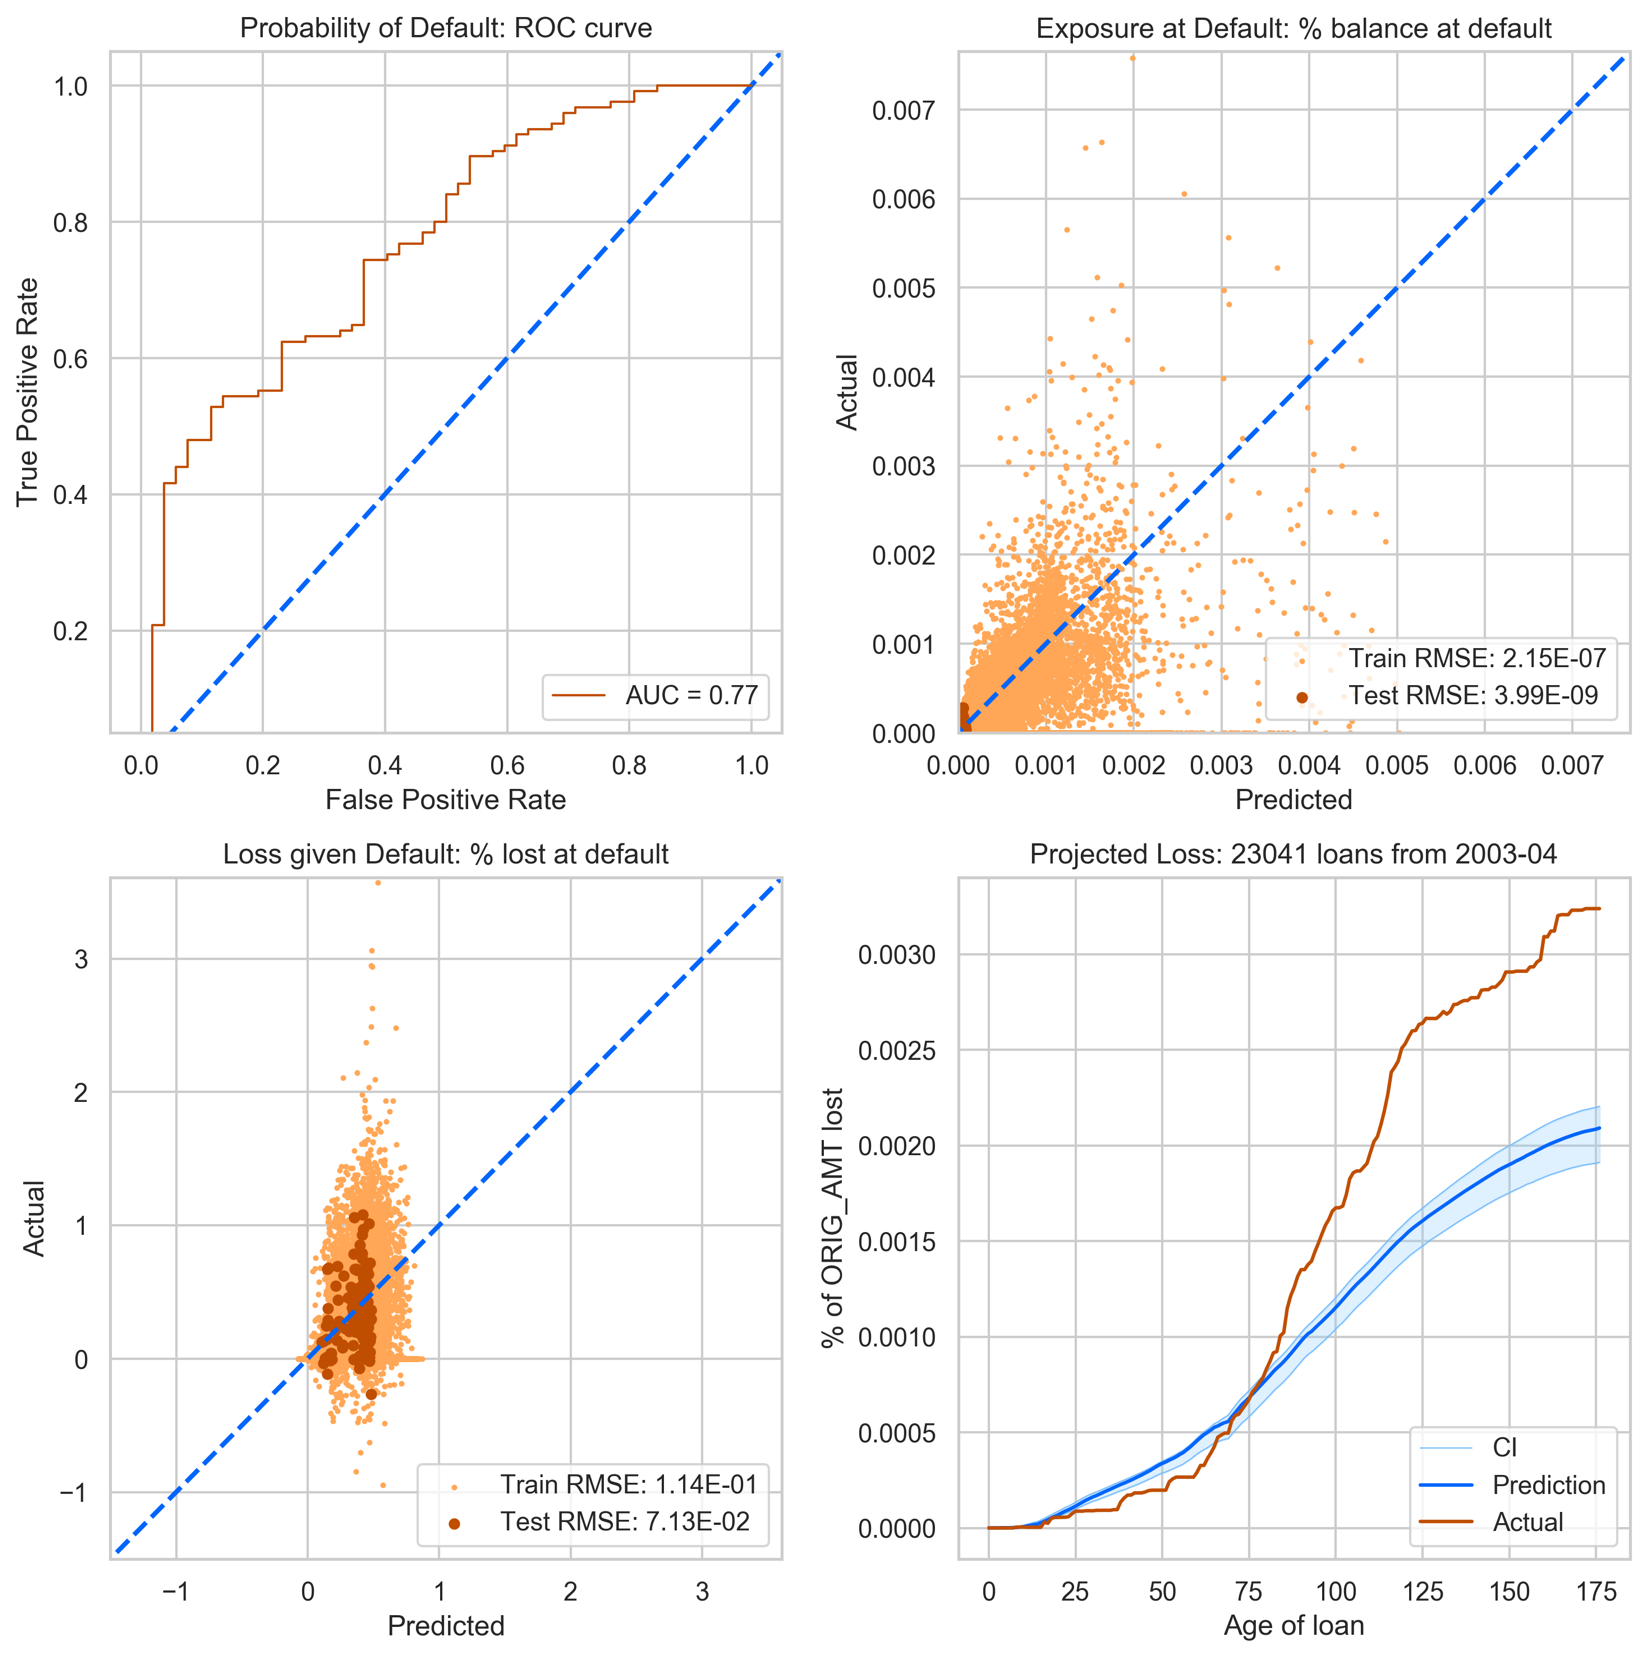 Probability of Default: ROC curve
True Positive Rate
1.0
0.8
0.6
0.4
0.2
AUC = 0.77
0.0 0.2 0.4 0.6 0.8 1.0
False Positive Rate
Exposure at Default: % balance at default
Actual
0.007
0.006
0.005
0.004
0.003
0.002
0.001
0.000
Train RMSE: 2.15E-07
Test RMSE: 3.99E-09
0.000 0.001 0.002 0.003 0.004 0.005 0.006 0.007
Predicted
Loss given Default: % lost at default
Actual
3
2
1
0
−1
Train RMSE: 1.14E-01
Test RMSE: 7.13E-02
−1 0 1 2 3
Predicted
Projected Loss: 23041 loans from 2003-04
% of ORIG_AMT lost
0.0030
0.0025
0.0020
0.0015
0.0010
0.0005
0.0000
CI
Prediction
Actual
0 25 50 75 100 125 150 175
Age of loan